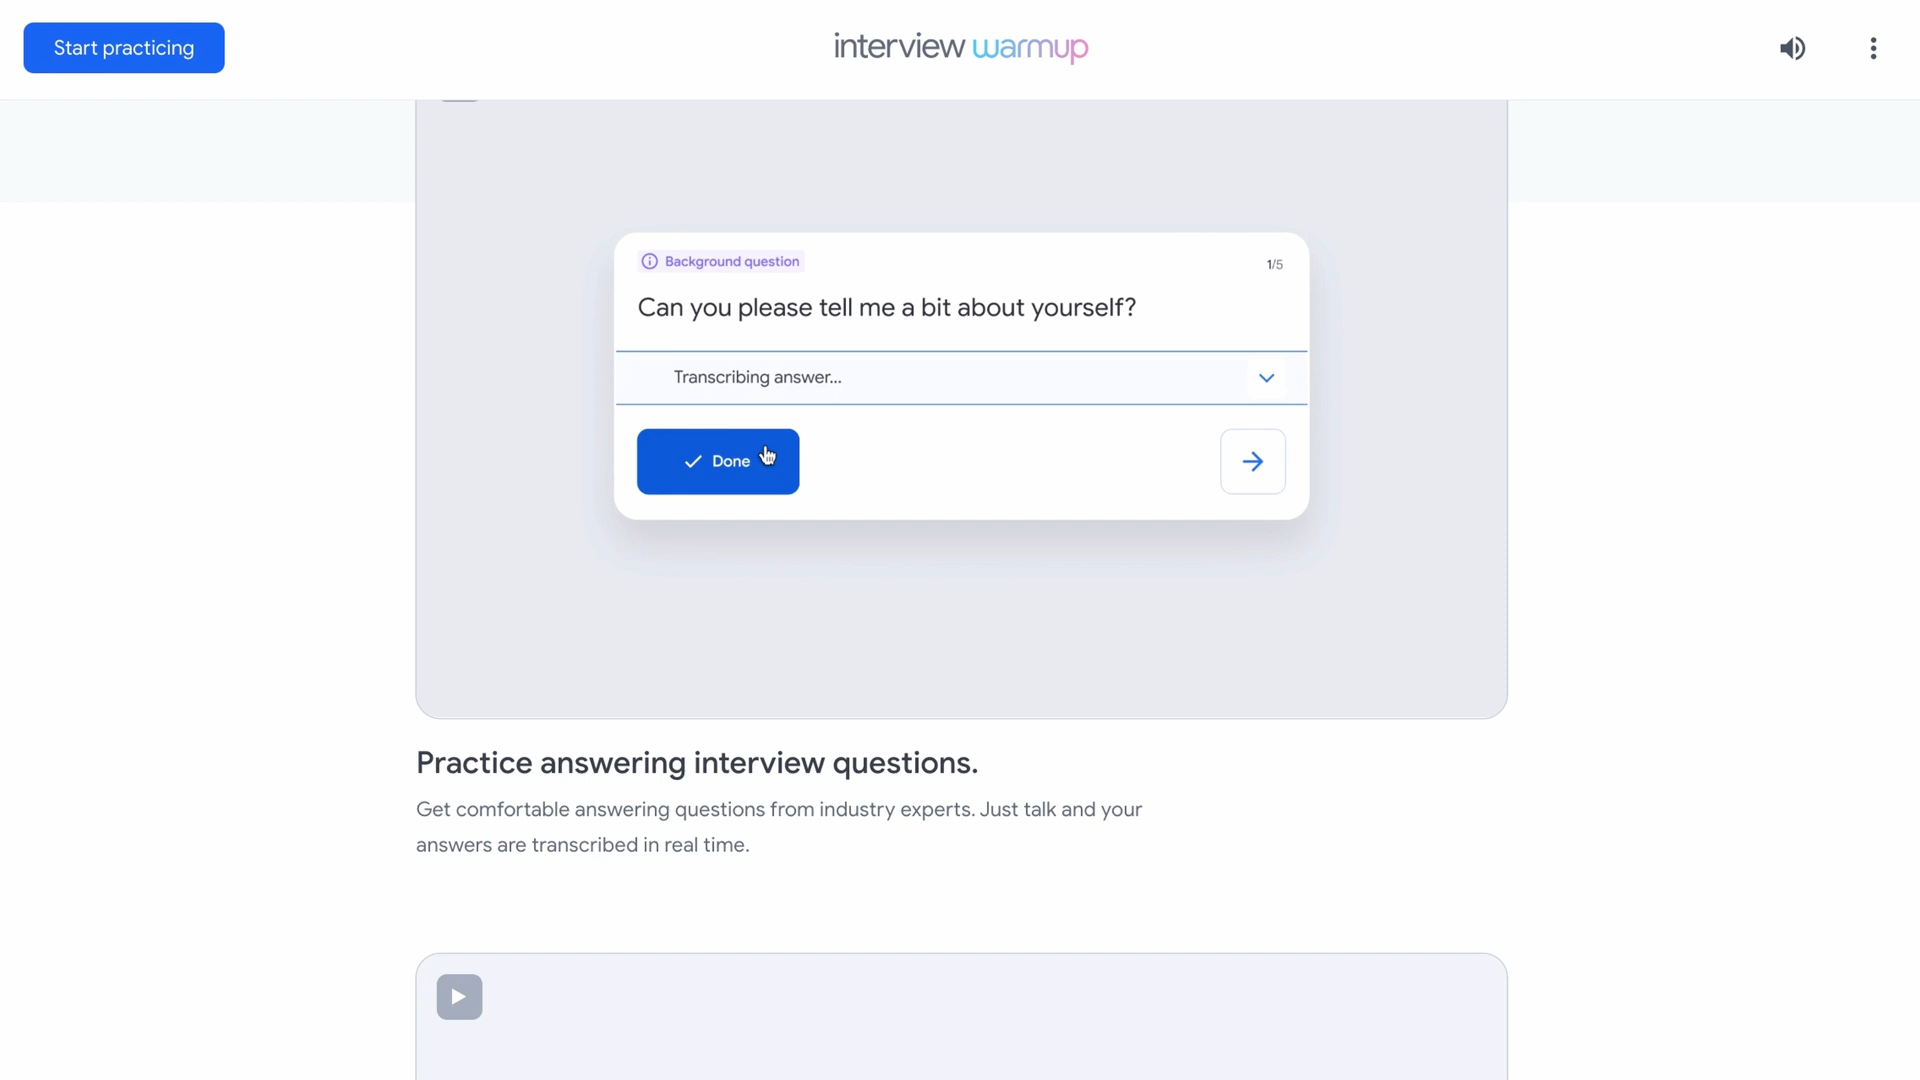 Start practicing
interview warmup
Background question
1/5
Can you please tell me a bit about yourself?
Transcribing answer...
Done
Practice answering interview questions.
Get comfortable answering questions from industry experts. Just talk and your
answers are transcribed in real time.